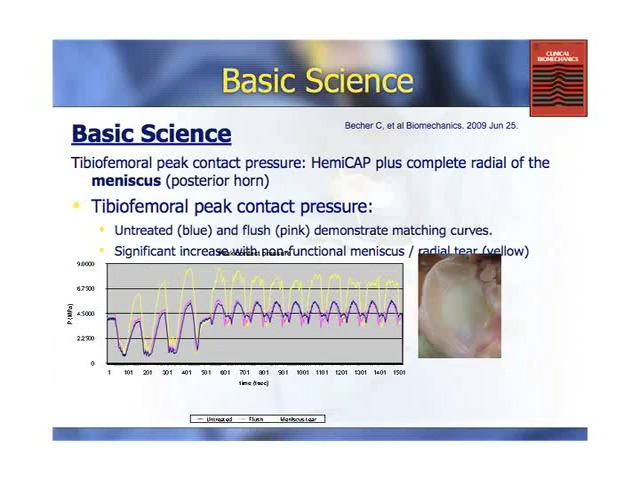 Basic Science
CLINICAL
BIOMECHANICS
Becher C, et al Biomechanics. 2009 Jun 25.
Basic Science
Tibiofemoral peak contact pressure: HemiCAP plus complete radial of the
meniscus (posterior horn)
• Tibiofemoral peak contact pressure:
• Untreated (blue) and flush (pink) demonstrate matching curves.
• Significant increase with non-functional meniscus / radial tear (yellow)
9.0000
6.7500
4.5000
2.2500
0
P (MPa)
1 101 201 301 401 501 601 701 801 901 1001 1101 1201 1301 1401 1501
time (/sec)
Untreated Flush Meniscus tear